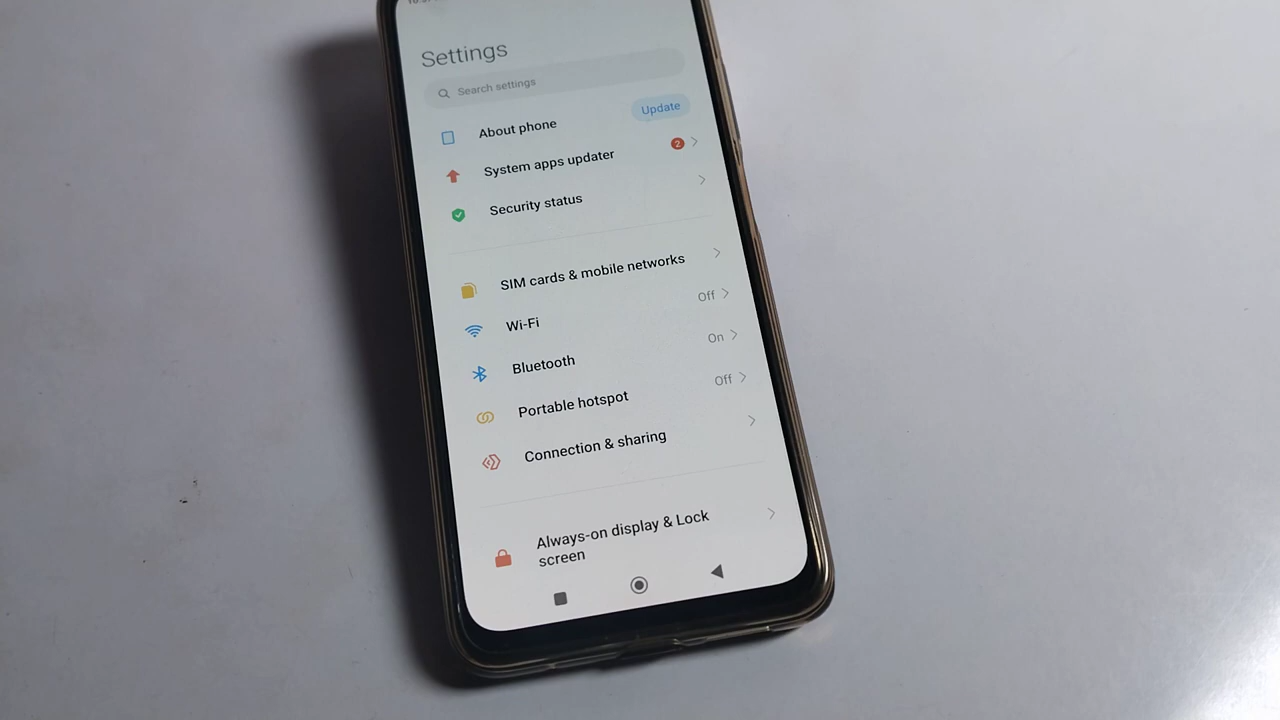 Settings
Search settings
About phone
Update
System apps updater
2
Security status
SIM cards & mobile networks
Wi-Fi
Off
Bluetooth
On
Portable hotspot
Off
Connection & sharing
Always-on display & Lock
screen